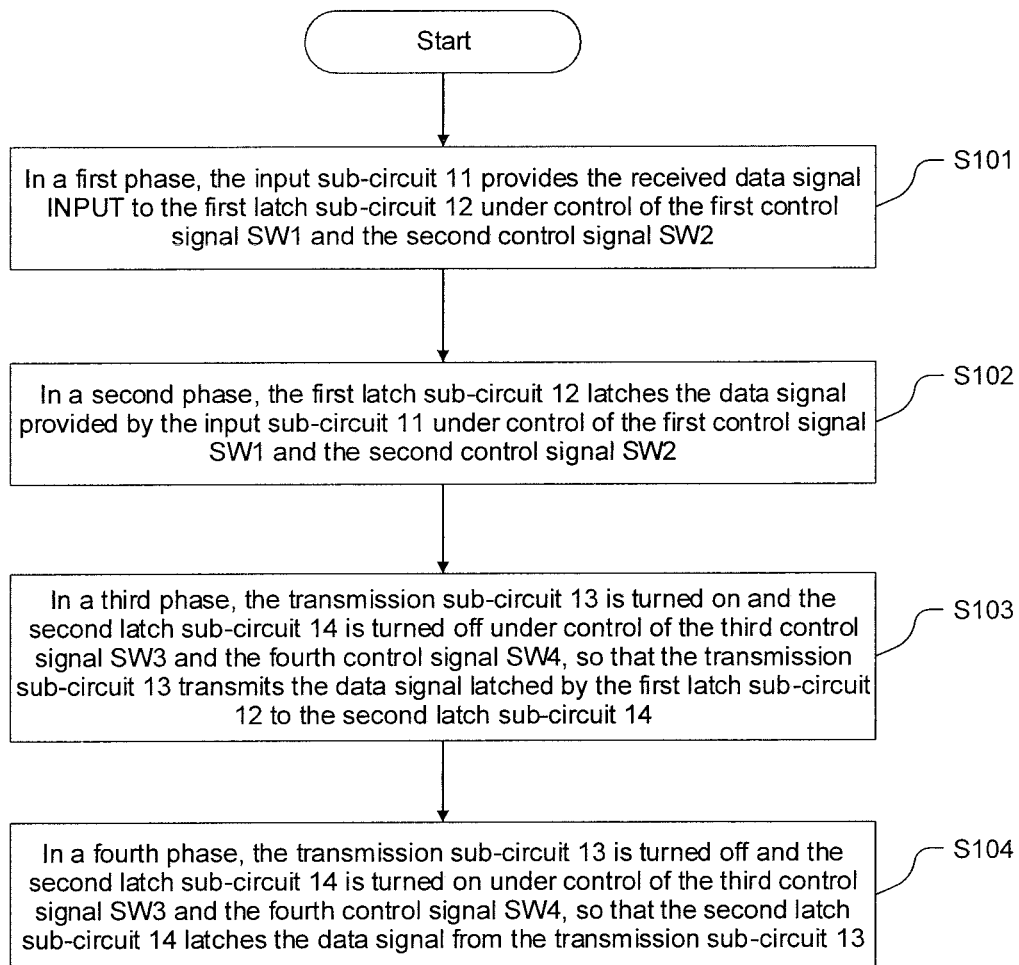 Start
In a first phase, the input sub-circuit 11 provides the received data signal
INPUT to the first latch sub-circuit 12 under control of the first control
signal SW1 and the second control signal SW2
S101
In a second phase, the first latch sub-circuit 12 latches the data signal
provided by the input sub-circuit 11 under control of the first control signal
SW1 and the second control signal SW2
S102
In a third phase, the transmission sub-circuit 13 is turned on and the
second latch sub-circuit 14 is turned off under control of the third control
signal SW3 and the fourth control signal SW4, so that the transmission
sub-circuit 13 transmits the data signal latched by the first latch sub-circuit
12 to the second latch sub-circuit 14
S103
In a fourth phase, the transmission sub-circuit 13 is turned off and the
second latch sub-circuit 14 is turned on under control of the third control
signal SW3 and the fourth control signal SW4, so that the second latch
sub-circuit 14 latches the data signal from the transmission sub-circuit 13
S104